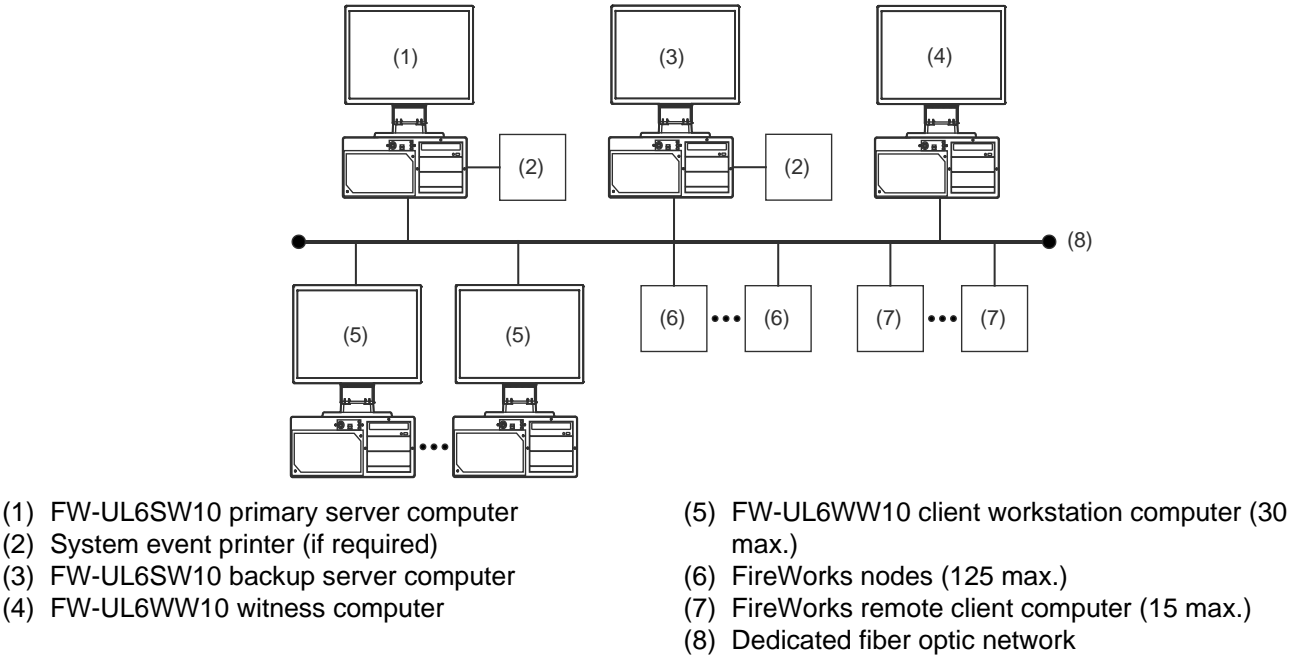 (1)
(3)
(4)
(2)
(2)
(8)
(5)
(5)
(6)
(6)
(7)
(7)
(1) FW-UL6SW10 primary server computer
(2) System event printer (if required)
(3) FW-UL6SW10 backup server computer
(4) FW-UL6WW10 witness computer
(5) FW-UL6WW10 client workstation computer (30
max.)
(6) FireWorks nodes (125 max.)
(7) FireWorks remote client computer (15 max.)
(8) Dedicated fiber optic network